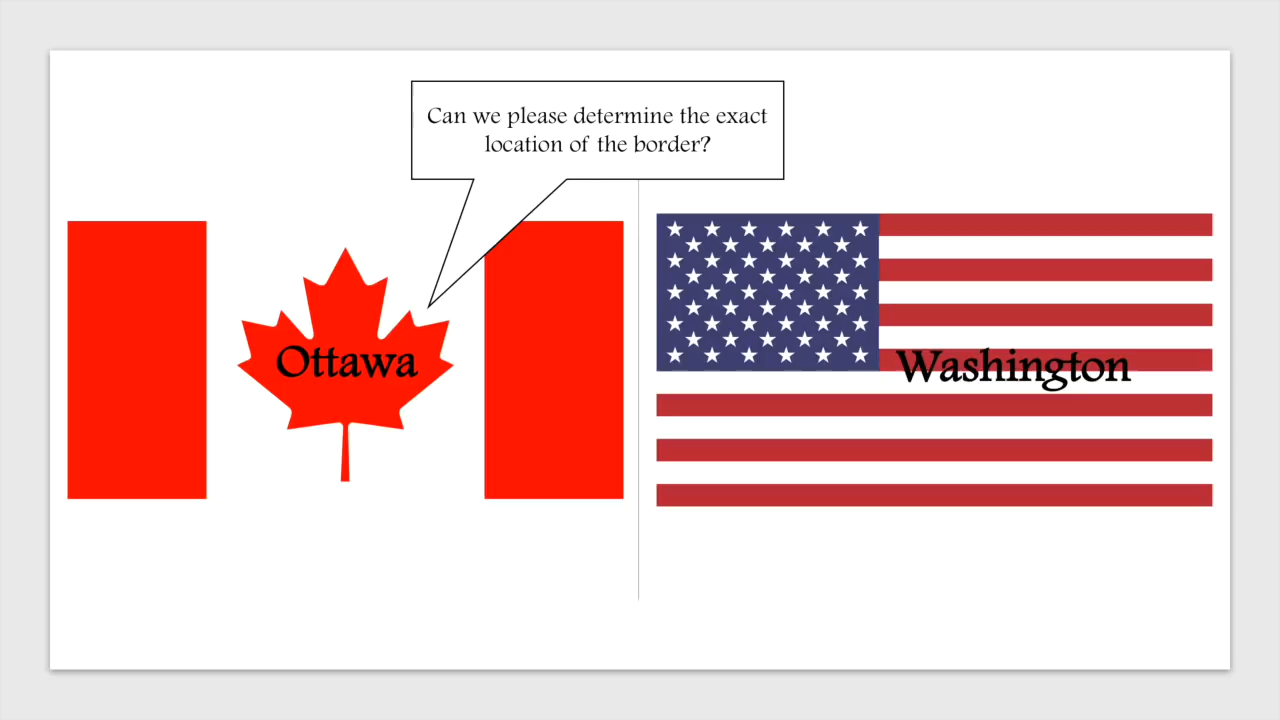 Can we please determine the exact
location of the border?
Ottawa
Washington